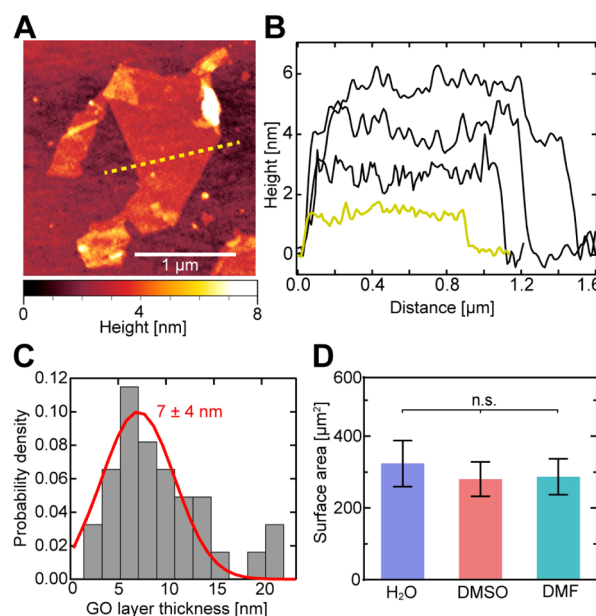 A
1 µm
0
4
8
Height [nm]
B
Height [nm]
6
4
2
0
0
0.4
0.8
1.2
1.6
Distance [µm]
C
Probability density
0.12
0.10
0.08
0.06
0.04
0.02
0.00
7 ± 4 nm
0
5
10
15
20
GO layer thickness [nm]
D
Surface area [µm²]
600
400
300
0
n.s.
H₂O
DMSO
DMF